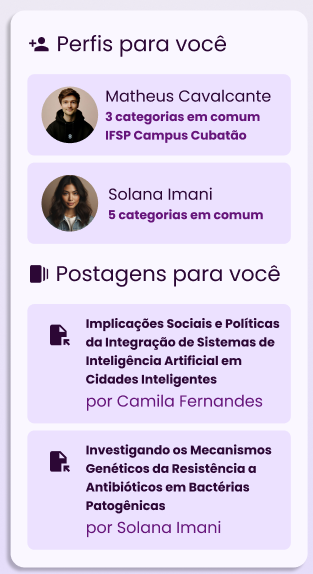 Perfis para você
Matheus Cavalcante
3 categorias em comum
IFSP Campus Cubatão
Solana Imani
5 categorias em comum
Postagens para você
Implicações Sociais e Políticas
da Integração de Sistemas de
Inteligência Artificial em
Cidades Inteligentes
por Camila Fernandes
Investigando os Mecanismos
Genéticos da Resistência a
Antibióticos em Bactérias
Patogênicas
por Solana Imani